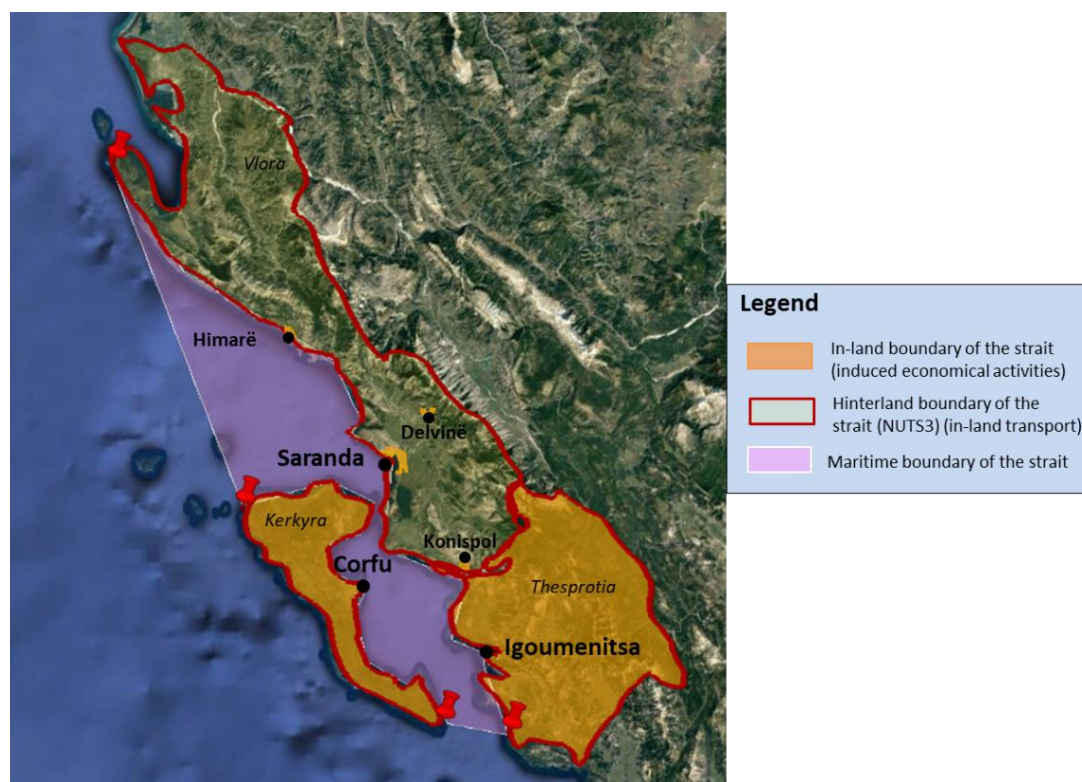 Vlora
Himarë
Delvinë
Saranda
Kerkyra
Konispol
Corfu
Thesprotia
Igoumenitsa
Legend
In-land boundary of the strait
(induced economical activities)
Hinterland boundary of the
strait (NUTS3) (in-land transport)
Maritime boundary of the strait